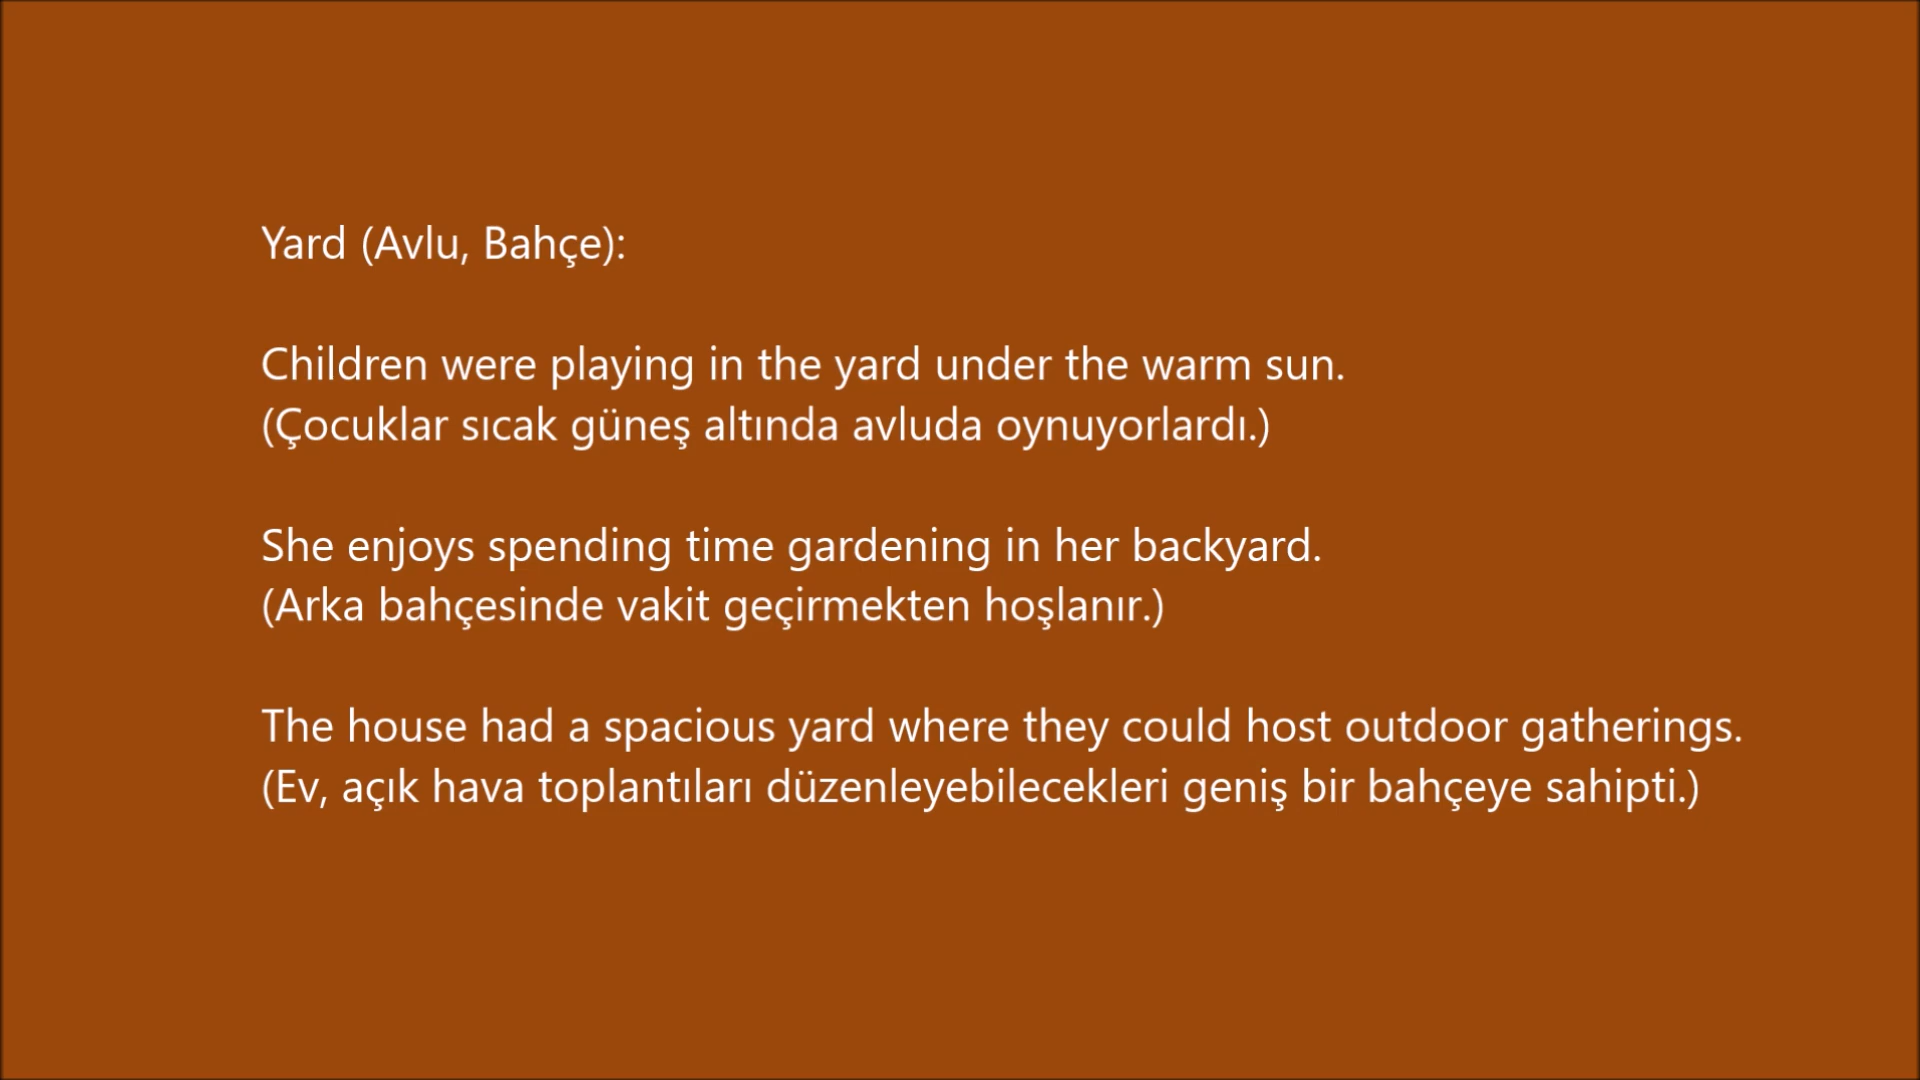 Yard (Avlu, Bahçe):
Children were playing in the yard under the warm sun.
(Çocuklar sıcak güneş altında avluda oynuyorlardı.)
She enjoys spending time gardening in her backyard.
(Arka bahçesinde vakit geçirmekten hoşlanır.)
The house had a spacious yard where they could host outdoor gatherings.
(Ev, açık hava toplantıları düzenleyebilecekleri geniş bir bahçeye sahipti.)